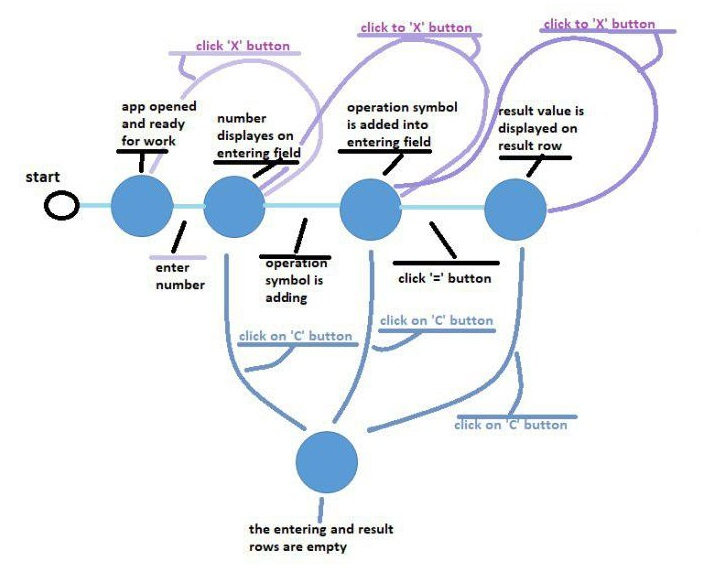 click 'X' button
click to 'X' button
click to 'X' button
app opened
and ready
for work
number
displayes on
entering field
operation symbol
is added into
entering field
result value is
displayed on
result row
start
enter
number
operation
symbol is
adding
click '=' button
click on 'C' button
click on 'C' button
click on 'C' button
the entering and result
rows are empty